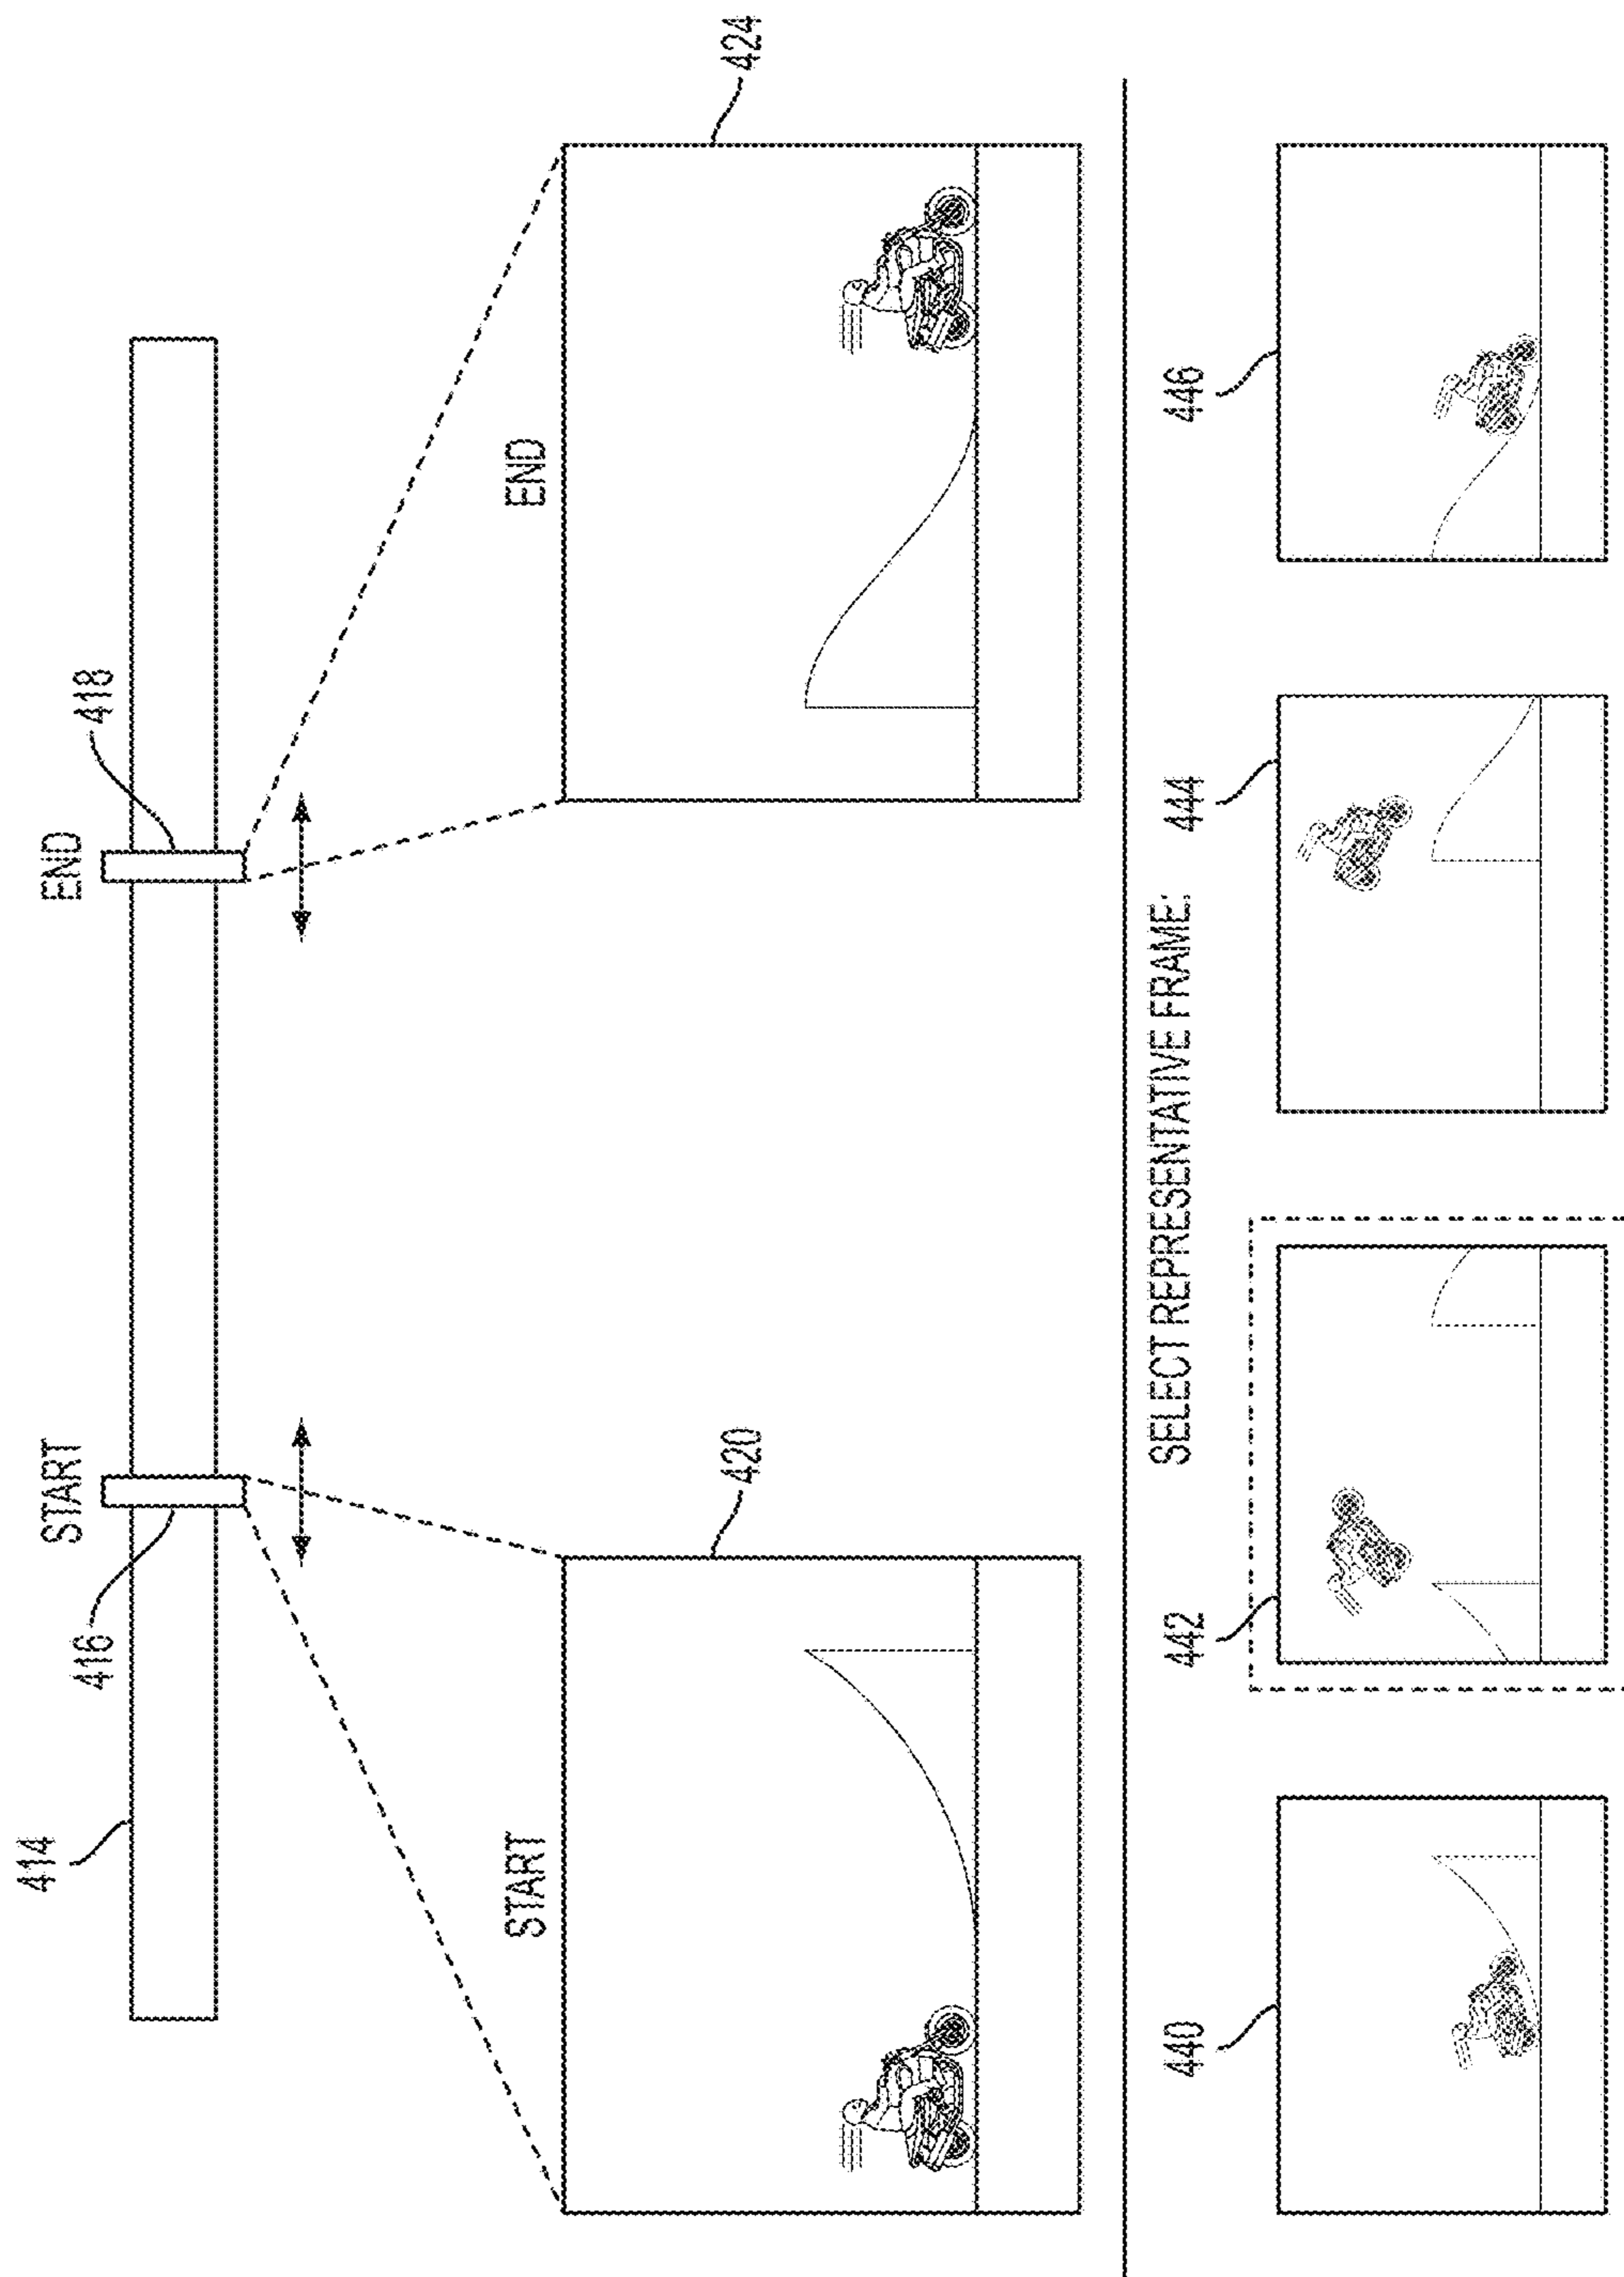 414
START
416
END
418
START
420
END
424
SELECT REPRESENTATIVE FRAME:
440
442
444
446